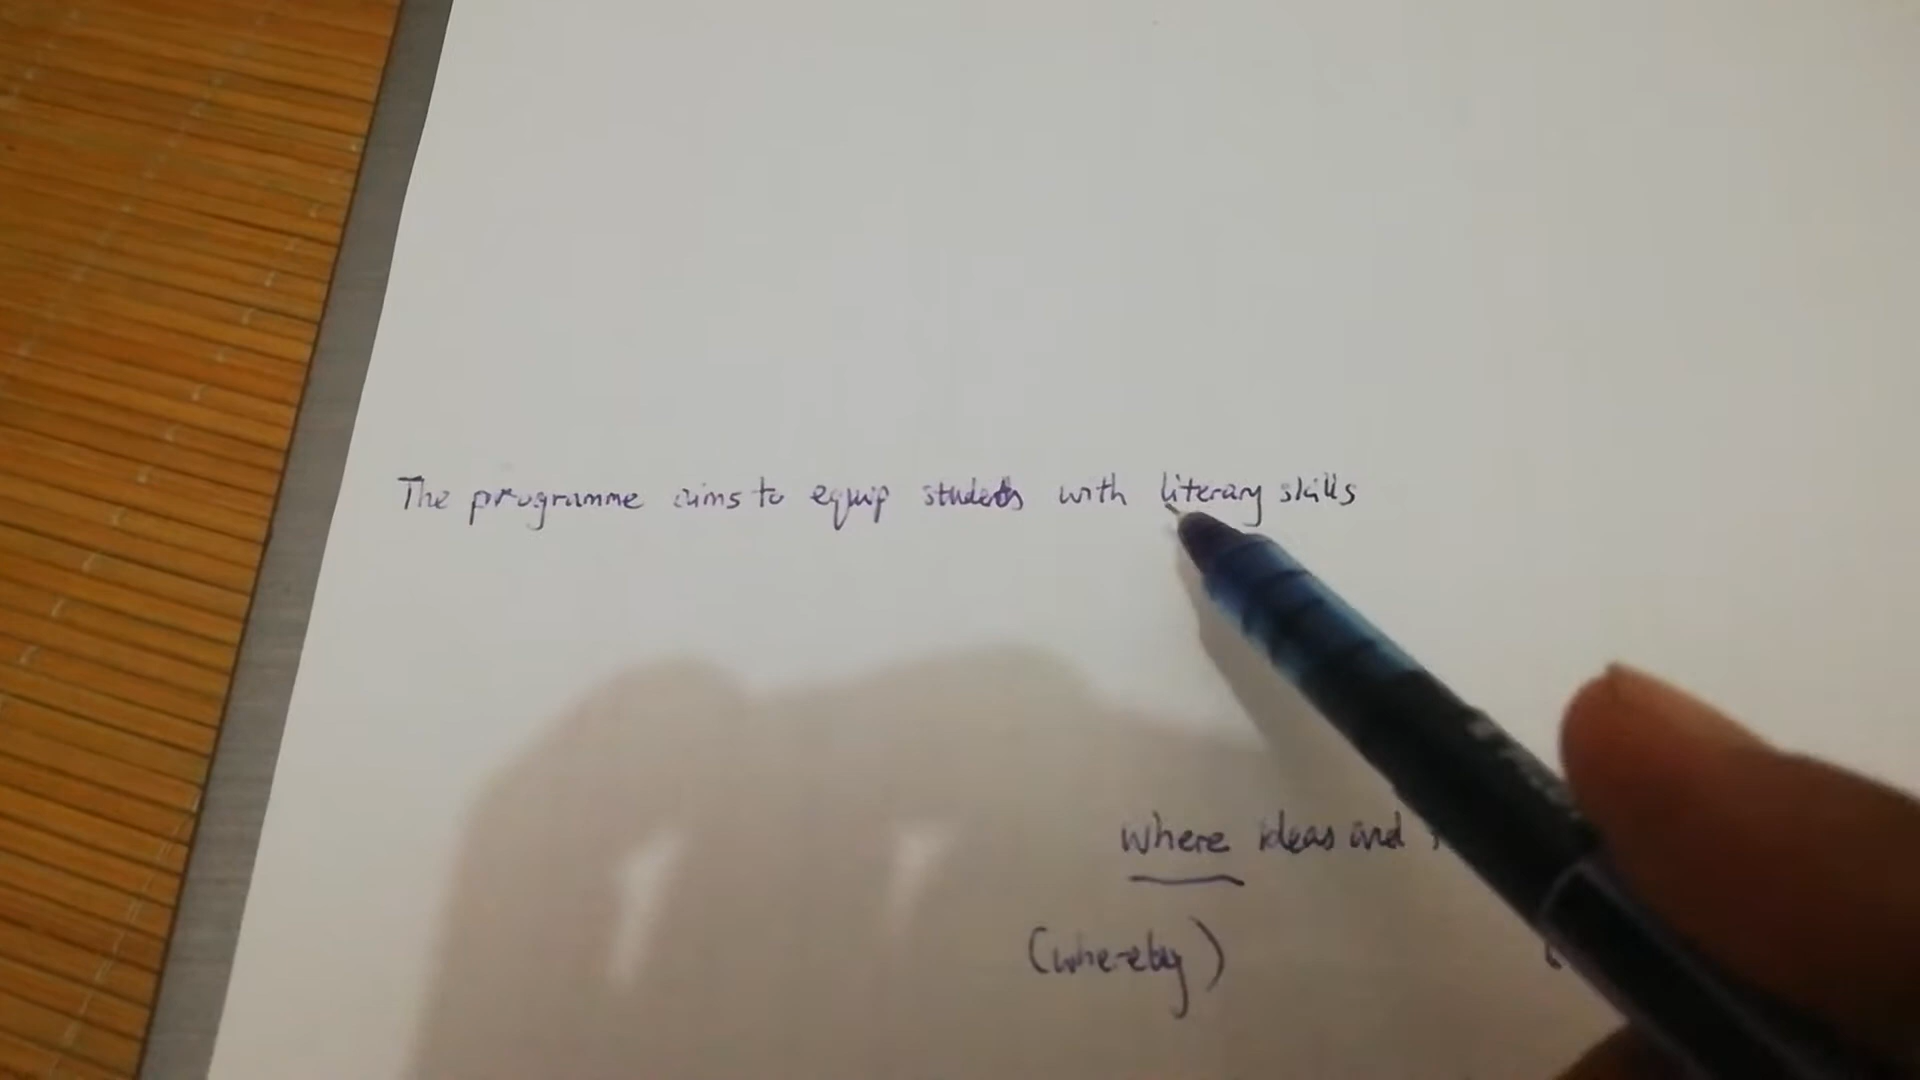 The programme aims to equip students with literary skills
where ideas and
(whereby)